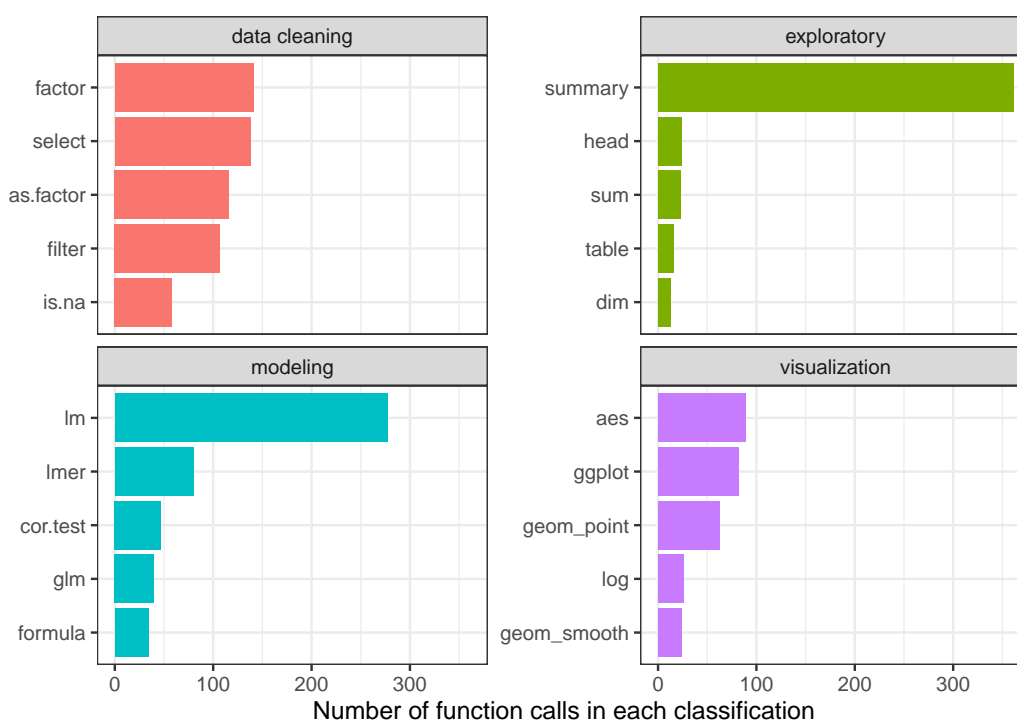 data cleaning
factor
select
as.factor
filter
is.na
exploratory
summary
head
sum
table
dim
modeling
lm
lmer
cor.test
glm
formula
0 100 200 300
visualization
aes
ggplot
geom_point
log
geom_smooth
0 100 200 300
Number of function calls in each classification